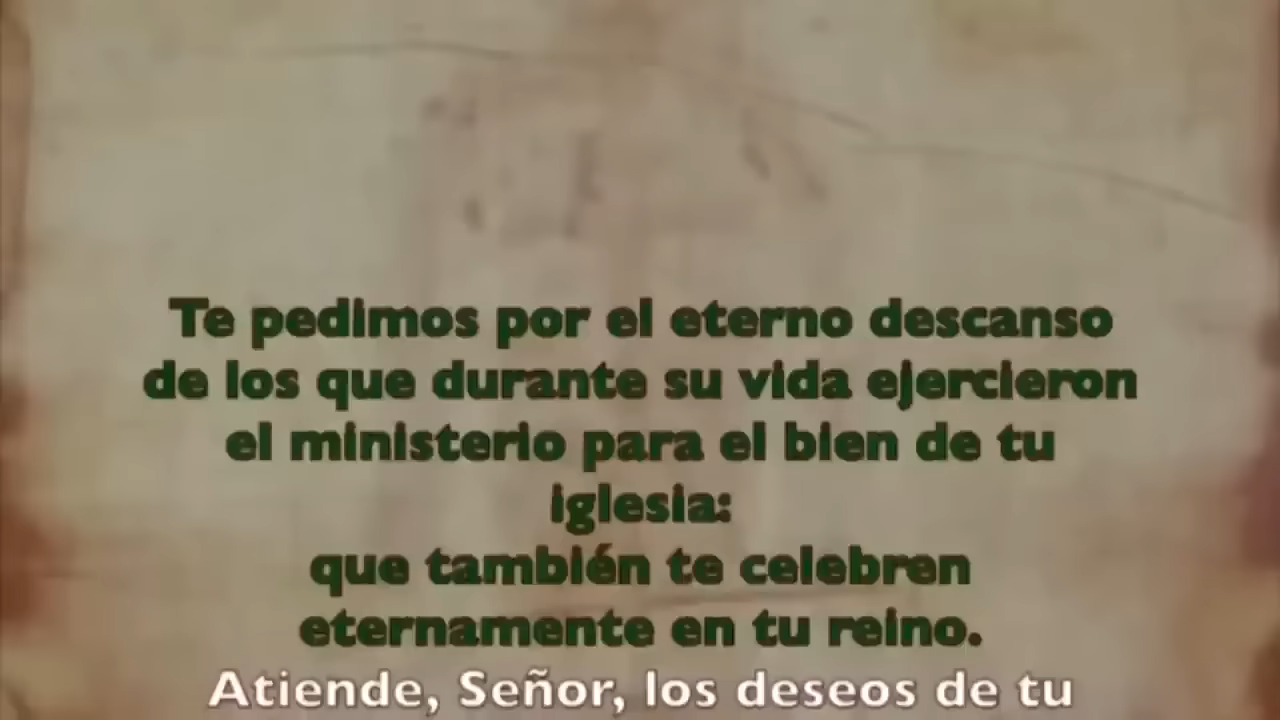 Te pedimos por el eterno descanso
de los que durante su vida ejercieron
el ministerio para el bien de tu
iglesia:
que también te celebren
eternamente en tu reino.
Atiende, Señor, los deseos de tu